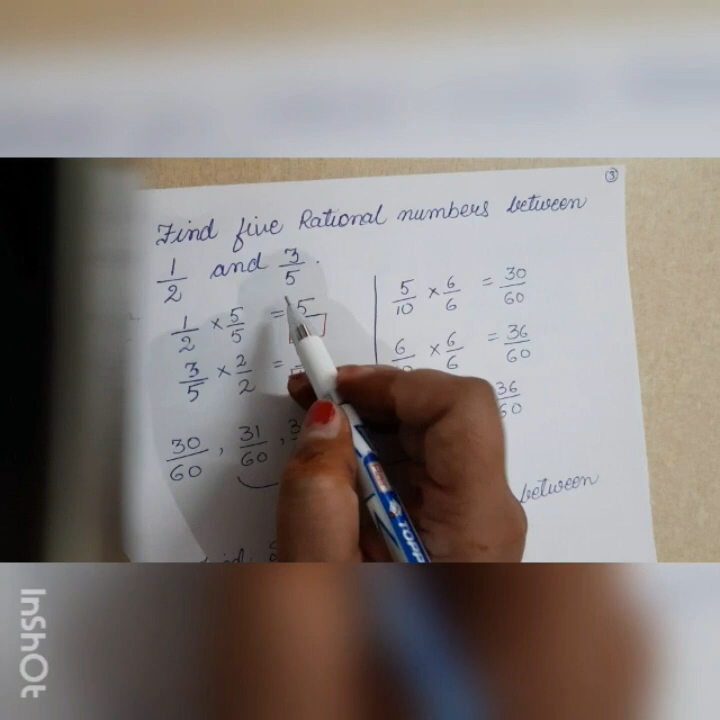 ③
Find five Rational numbers between
1/2 and 3/5.
1/2 × 5/5 = 5
3/5 × 2/2 =
30/60, 31/60, 3
5/10 × 6/6 = 30/60
6/ × 6/6 = 36/60
36/60
between
TOPP
InShOt